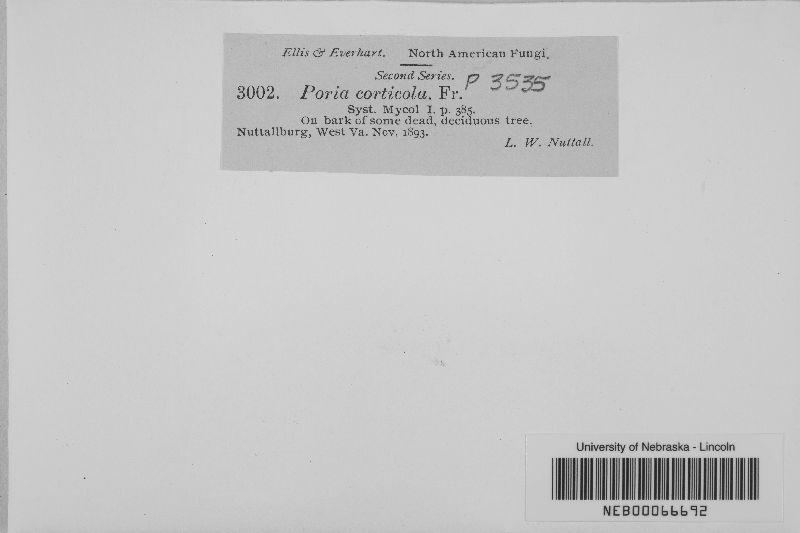 Ellis & Everhart. North American Fungi.
Second Series. P 3535
3002. Poria corticola, Fr.
Syst. Mycol I. p. 385.
On bark of some dead, deciduous tree.
Nuttallburg, West Va. Nov. 1893.
L. W. Nuttall.
University of Nebraska - Lincoln
NEB00066692